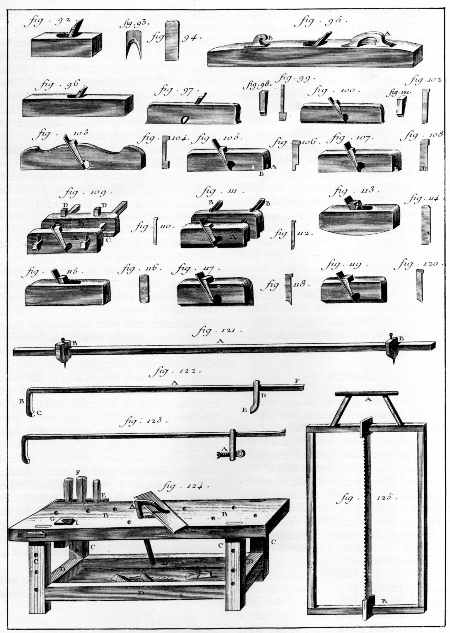 fig. 92.
fig. 93.
fig. 94.
fig. 95.
B
A
fig. 96.
fig. 97.
fig. 98.
fig. 99.
fig. 100.
fig. 101.
fig. 102.
fig. 103.
fig. 104.
fig. 105.
A
B
fig. 106.
fig. 107.
fig. 108.
fig. 109.
D D
C
fig. 110.
fig. 111.
B B
fig. 112.
fig. 113.
fig. 114.
fig. 115.
fig. 116.
fig. 117.
fig. 118.
fig. 119.
fig. 120.
fig. 121.
B A B
fig. 122.
A F
B D
C E
fig. 123.
A
fig. 124.
F
E
G B B
C C C C
D
D
A
fig. 125.
B